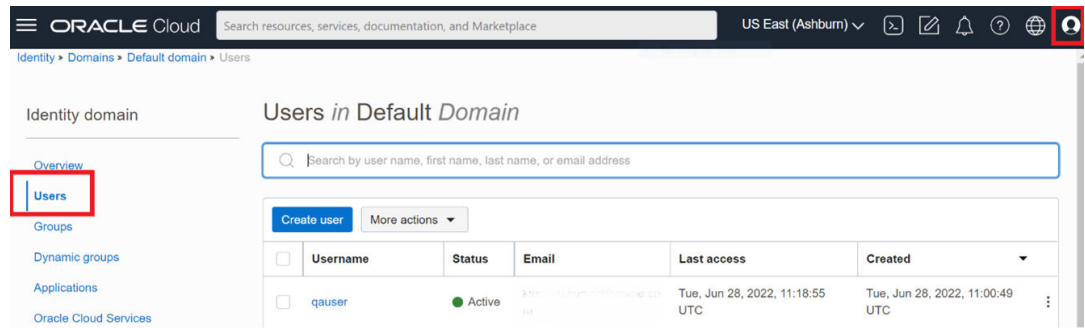 ORACLE Cloud
Search resources, services, documentation, and Marketplace
US East (Ashburn)
Identity » Domains » Default domain » Users
Identity domain
Overview
Users
Groups
Dynamic groups
Applications
Oracle Cloud Services
Users in Default Domain
Search by user name, first name, last name, or email address
Create user More actions
Username Status Email Last access Created
qauser Active Tue, Jun 28, 2022, 11:18:55 Tue, Jun 28, 2022, 11:00:49
UTC UTC